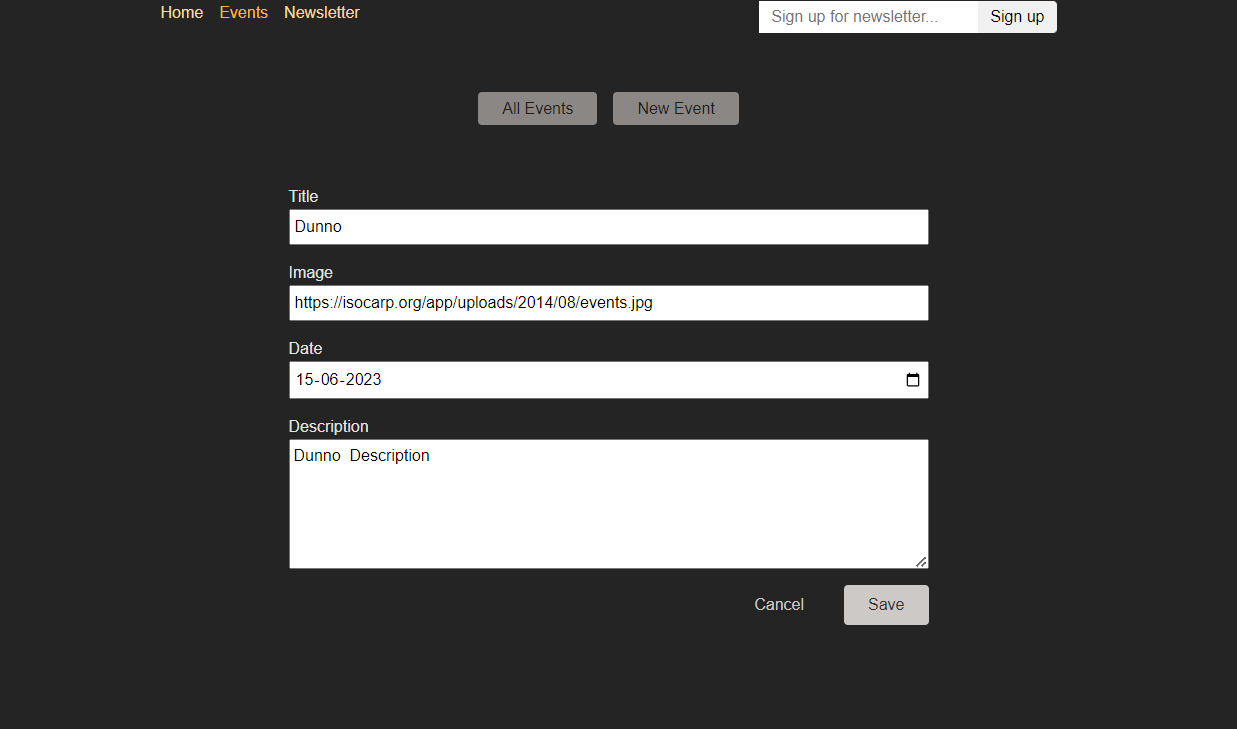 Home Events Newsletter Sign up for newsletter... Sign up
All Events New Event
Title
Dunno
Image
https://isocarp.org/app/uploads/2014/08/events.jpg
Date
15-06-2023
Description
Dunno  Description
Cancel Save